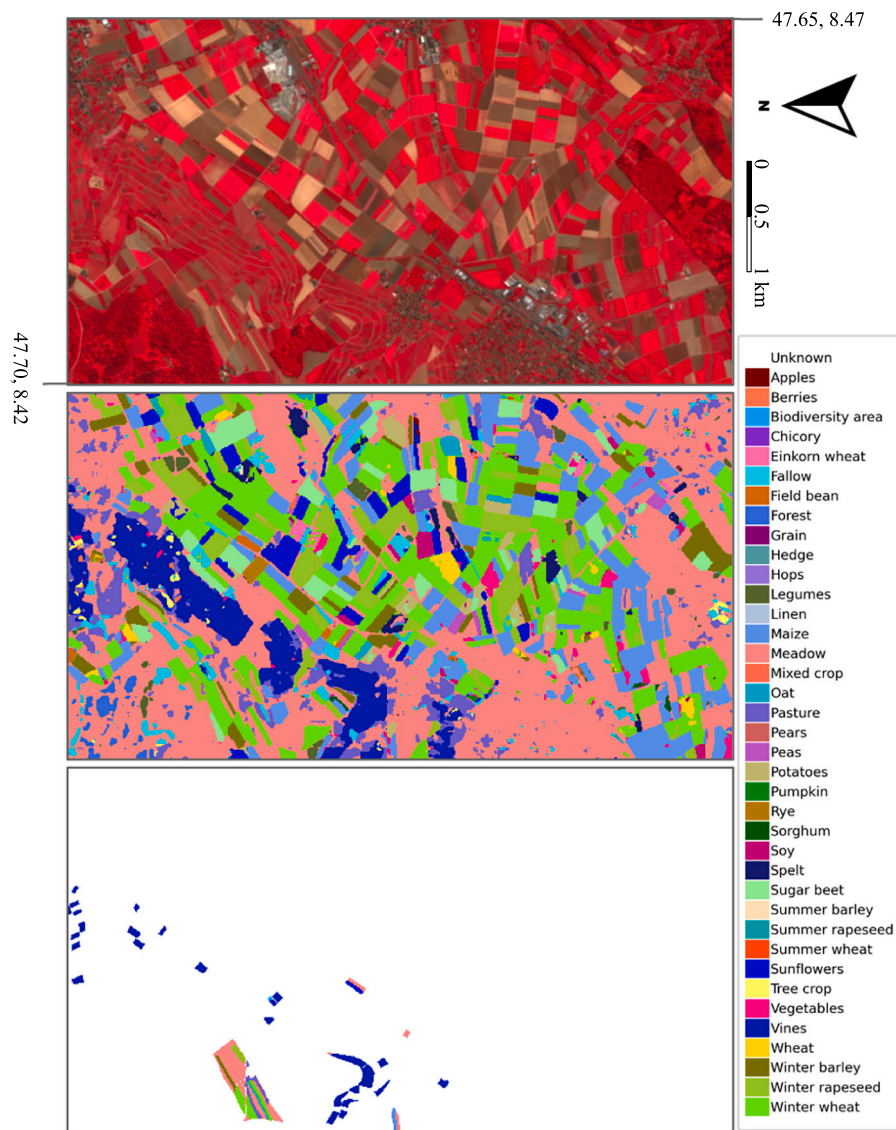 47.65, 8.47
N
0
0.5
1 km
47.70, 8.42
Unknown
Apples
Berries
Biodiversity area
Chicory
Einkorn wheat
Fallow
Field bean
Forest
Grain
Hedge
Hops
Legumes
Linen
Maize
Meadow
Mixed crop
Oat
Pasture
Pears
Peas
Potatoes
Pumpkin
Rye
Sorghum
Soy
Spelt
Sugar beet
Summer barley
Summer rapeseed
Summer wheat
Sunflowers
Tree crop
Vegetables
Vines
Wheat
Winter barley
Winter rapeseed
Winter wheat